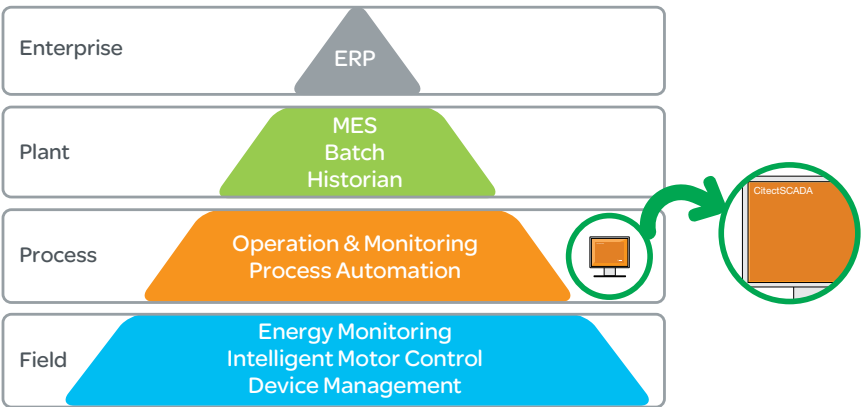 Enterprise
ERP
Plant
MES
Batch
Historian
CitectSCADA
Process
Operation & Monitoring
Process Automation
Field
Energy Monitoring
Intelligent Motor Control
Device Management